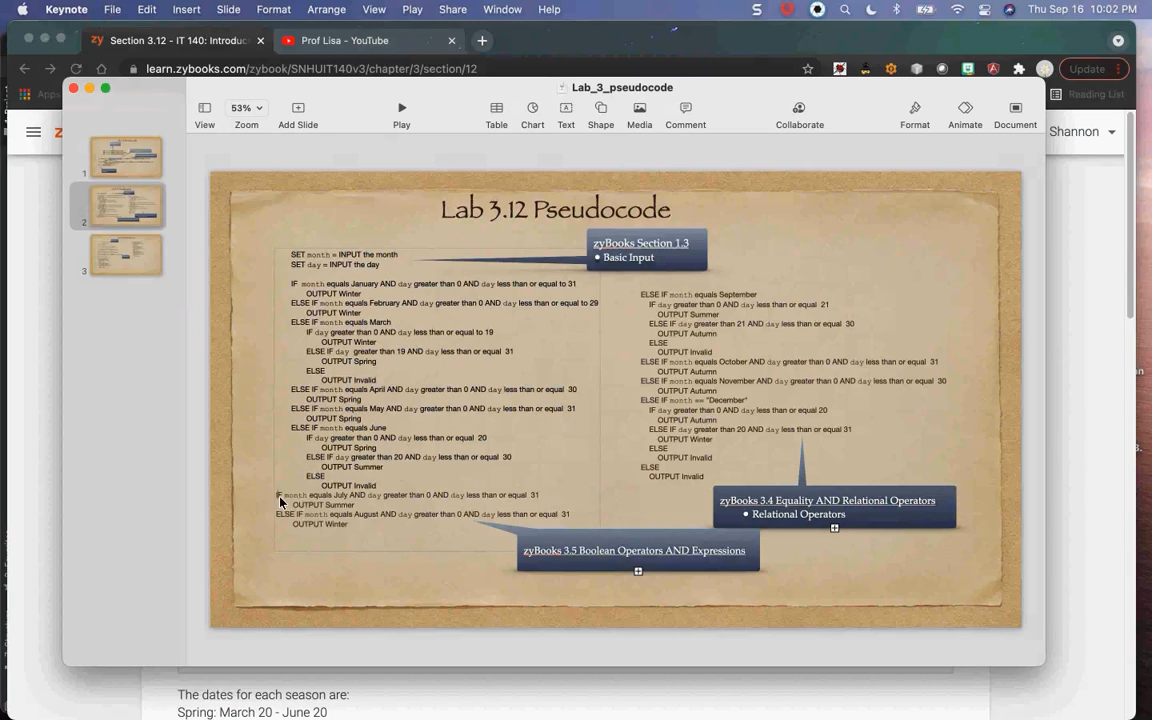 Keynote File Edit Insert Slide Format Arrange View Play Share Window Help Thu Sep 16 10:02 PM
Section 3.12 - IT 140: Introduc Prof Lisa - YouTube
learn.zybooks.com/zybook/SNHUIT140v3/chapter/3/section/12 Update
Reading List
Lab_3_pseudocode
53%
View Zoom Add Slide Play Table Chart Text Shape Media Comment Collaborate Format Animate Document
Shannon
1
2
3
Lab 3.12 Pseudocode
SET month = INPUT the month
SET day = INPUT the day
IF month equals January AND day greater than 0 AND day less than or equal to 31
OUTPUT Winter
ELSE IF month equals February AND day greater than 0 AND day less than or equal to 29
OUTPUT Winter
ELSE IF month equals March
IF day greater than 0 AND day less than or equal to 19
OUTPUT Winter
ELSE IF day greater than 19 AND day less than or equal 31
OUTPUT Spring
ELSE
OUTPUT Invalid
ELSE IF month equals April AND day greater than 0 AND day less than or equal 30
OUTPUT Spring
ELSE IF month equals May AND day greater than 0 AND day less than or equal 31
OUTPUT Spring
ELSE IF month equals June
IF day greater than 0 AND day less than or equal 20
OUTPUT Spring
ELSE IF day greater than 20 AND day less than or equal 30
OUTPUT Summer
ELSE
OUTPUT Invalid
IF month equals July AND day greater than 0 AND day less than or equal 31
OUTPUT Summer
ELSE IF month equals August AND day greater than 0 AND day less than or equal 31
OUTPUT Winter
zyBooks Section 1.3
• Basic Input
ELSE IF month equals September
IF day greater than 0 AND day less than or equal 21
OUTPUT Summer
ELSE IF day greater than 21 AND day less than or equal 30
OUTPUT Autumn
ELSE
OUTPUT Invalid
ELSE IF month equals October AND day greater than 0 AND day less than or equal 31
OUTPUT Autumn
ELSE IF month equals November AND day greater than 0 AND day less than or equal 30
OUTPUT Autumn
ELSE IF month == "December"
IF day greater than 0 AND day less than or equal 20
OUTPUT Autumn
ELSE IF day greater than 20 AND day less than or equal 31
OUTPUT Winter
ELSE
OUTPUT Invalid
ELSE
OUTPUT Invalid
zyBooks 3.4 Equality AND Relational Operators
• Relational Operators
zyBooks 3.5 Boolean Operators AND Expressions
The dates for each season are:
Spring: March 20 - June 20